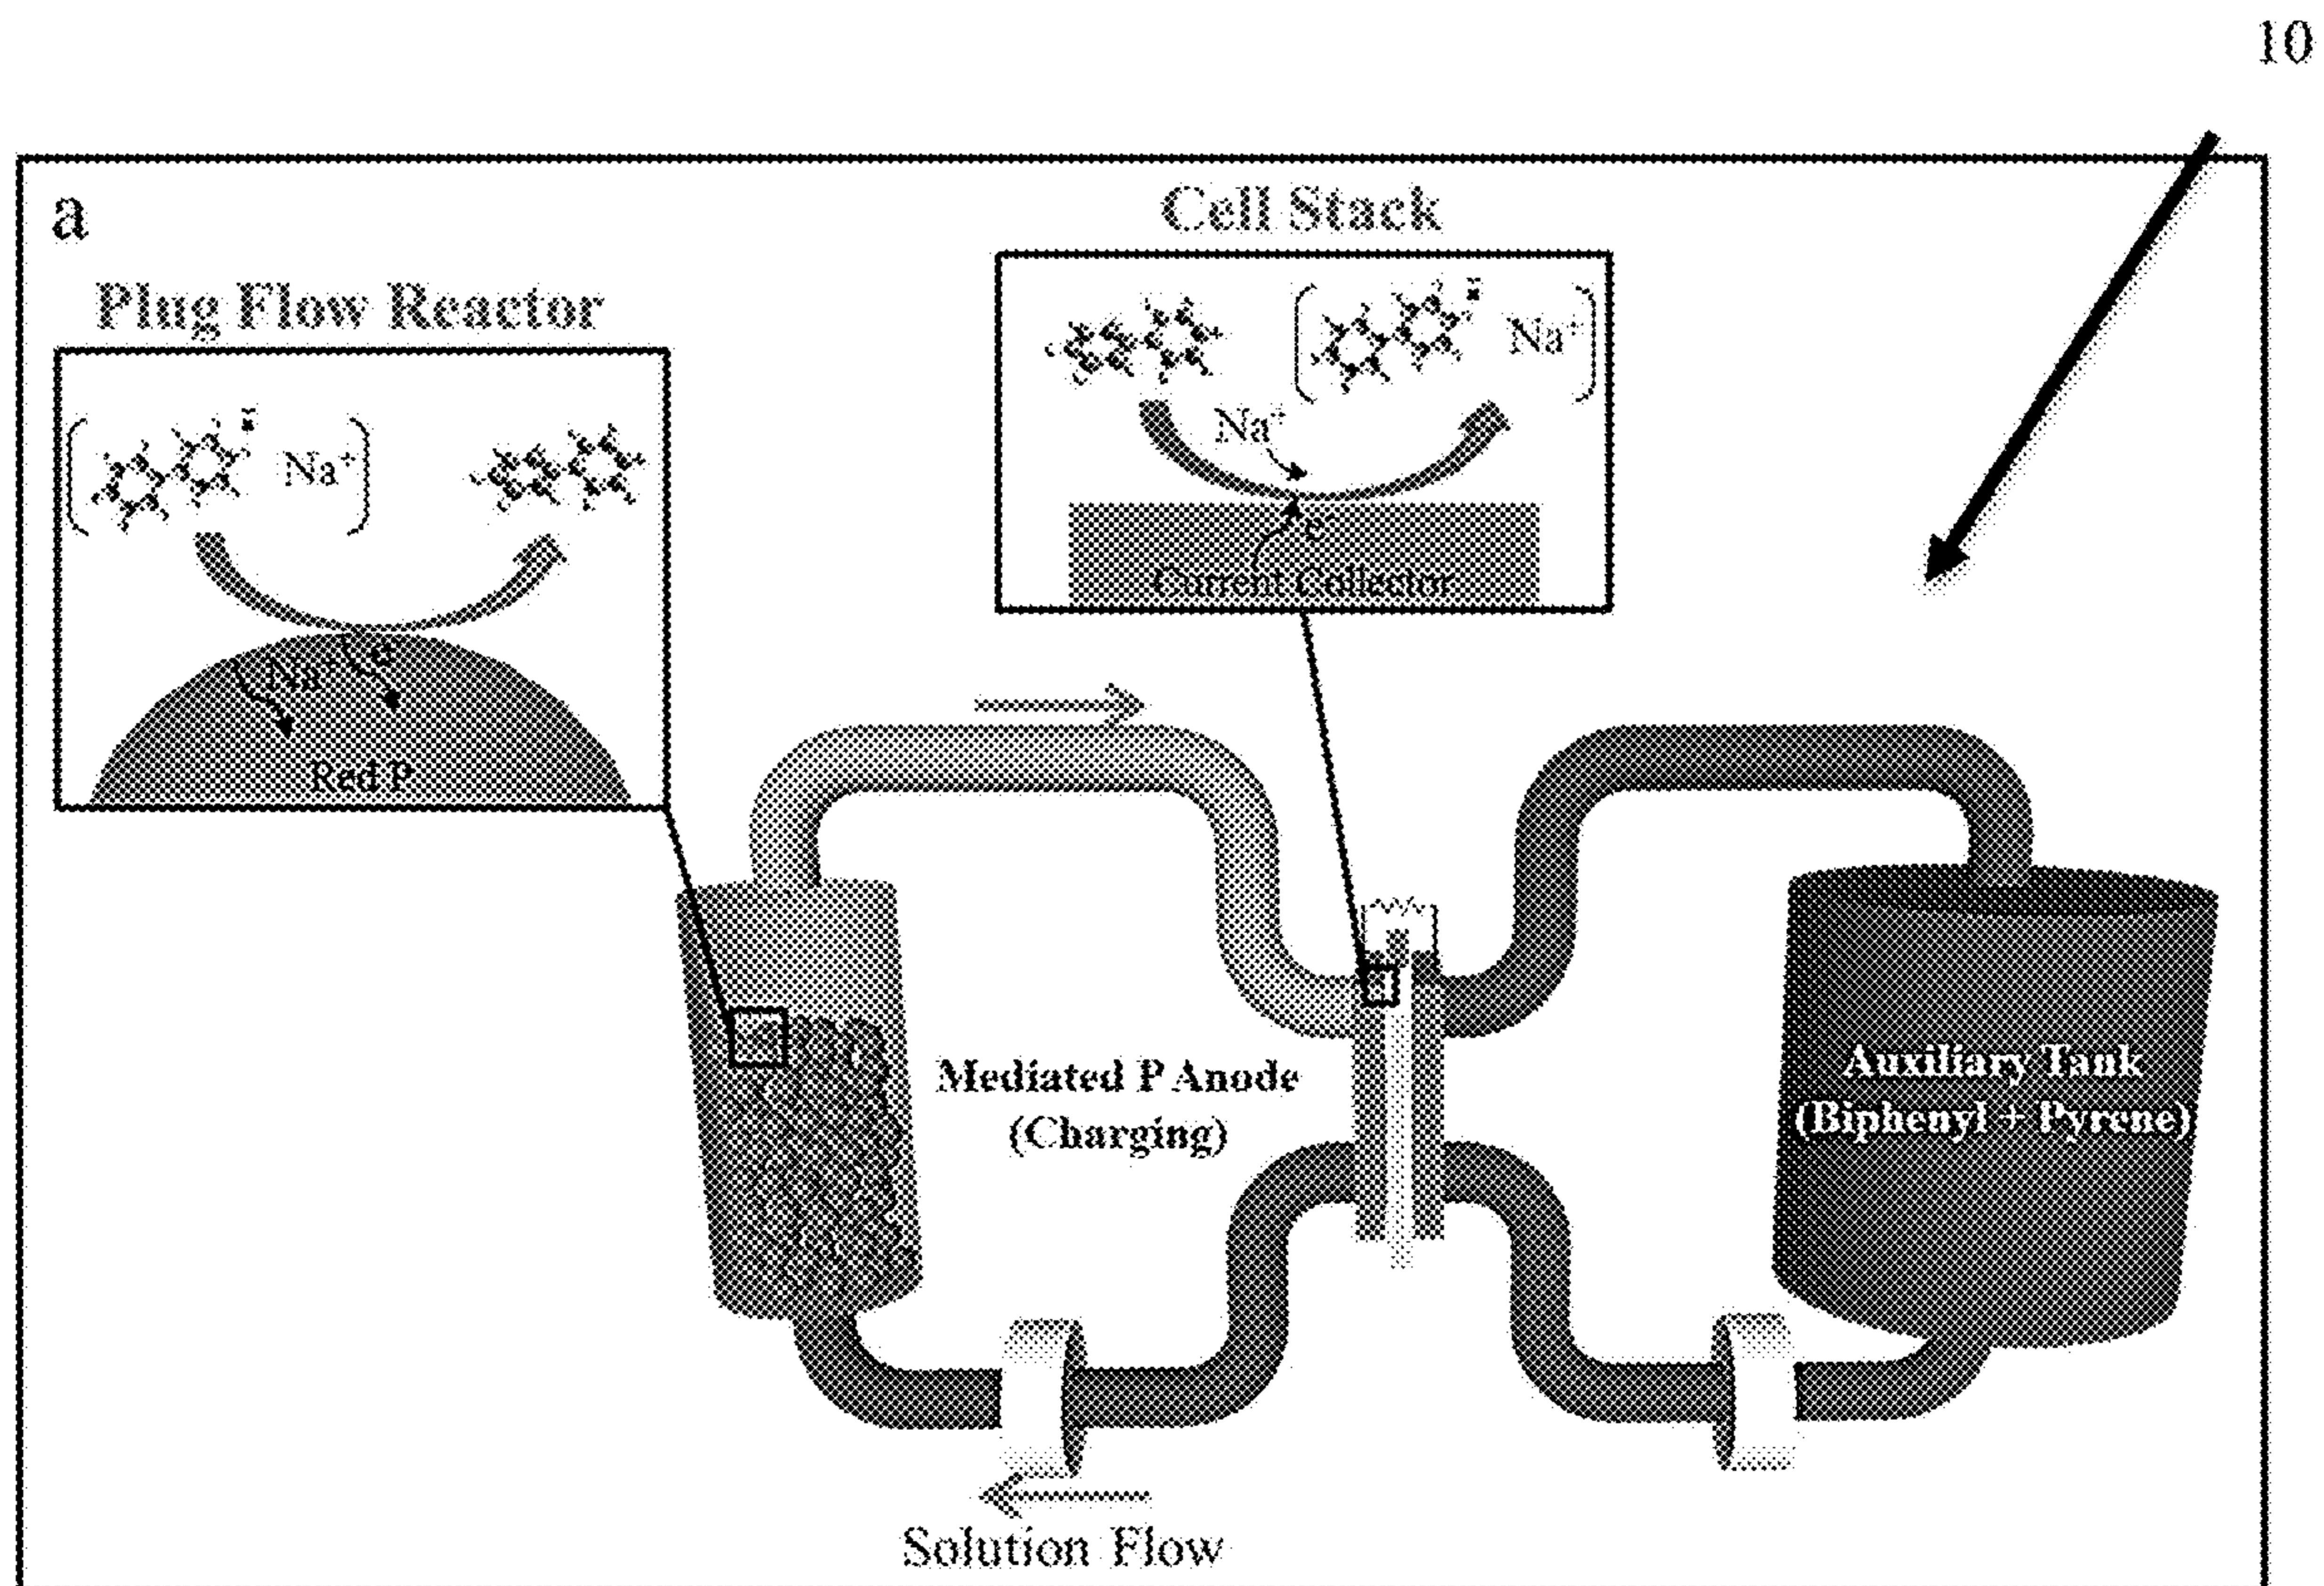 10
a
Cell Stack
Plug Flow Reactor
Na⁺
Na⁺
Na⁺
e
Current Collector
Na⁺
e
Red P
Mediated P Anode
(Charging)
Auxiliary Tank
(Biphenyl + Pyrene)
Solution Flow